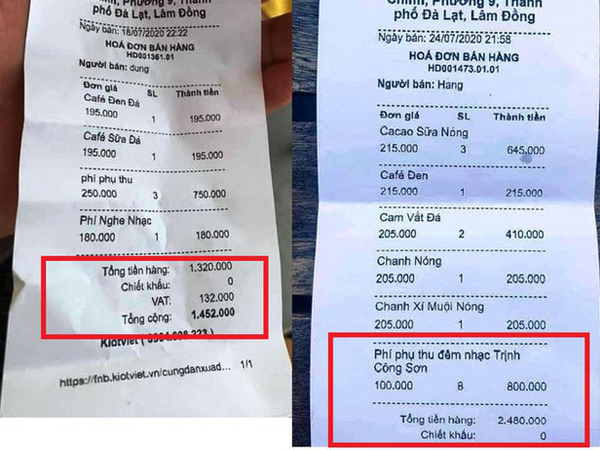 Phường 9, Thành
phố Đà Lạt, Lâm Đồng
Ngày bán: 18/07/2020 22:22
HOÁ ĐƠN BÁN HÀNG
HD001361.01
Người bán: dung
Đơn giá SL Thành tiền
Café Đen Đá
195.000 1 195.000
Café Sữa Đá
195.000 1 195.000
phí phụ thu
250.000 3 750.000
Phí Nghe Nhạc
180.000 1 180.000
Tổng tiền hàng: 1.320.000
Chiết khấu: 0
VAT: 132.000
Tổng cộng: 1.452.000
KiotViet (
https://fnb.kiotviet.vn/cungdanxuad... 1/1
Phường 9, Thành
phố Đà Lạt, Lâm Đồng
Ngày bán: 24/07/2020 21:58
HOÁ ĐƠN BÁN HÀNG
HD001473.01.01
Người bán: Hang
Đơn giá SL Thành tiền
Cacao Sữa Nóng
215.000 3 645.000
Café Đen
215.000 1 215.000
Cam Vắt Đá
205.000 2 410.000
Chanh Nóng
205.000 1 205.000
Chanh Xí Muội Nóng
205.000 1 205.000
Phí phụ thu đêm nhạc Trịnh
Công Sơn
100.000 8 800.000
Tổng tiền hàng: 2.480.000
Chiết khấu: 0